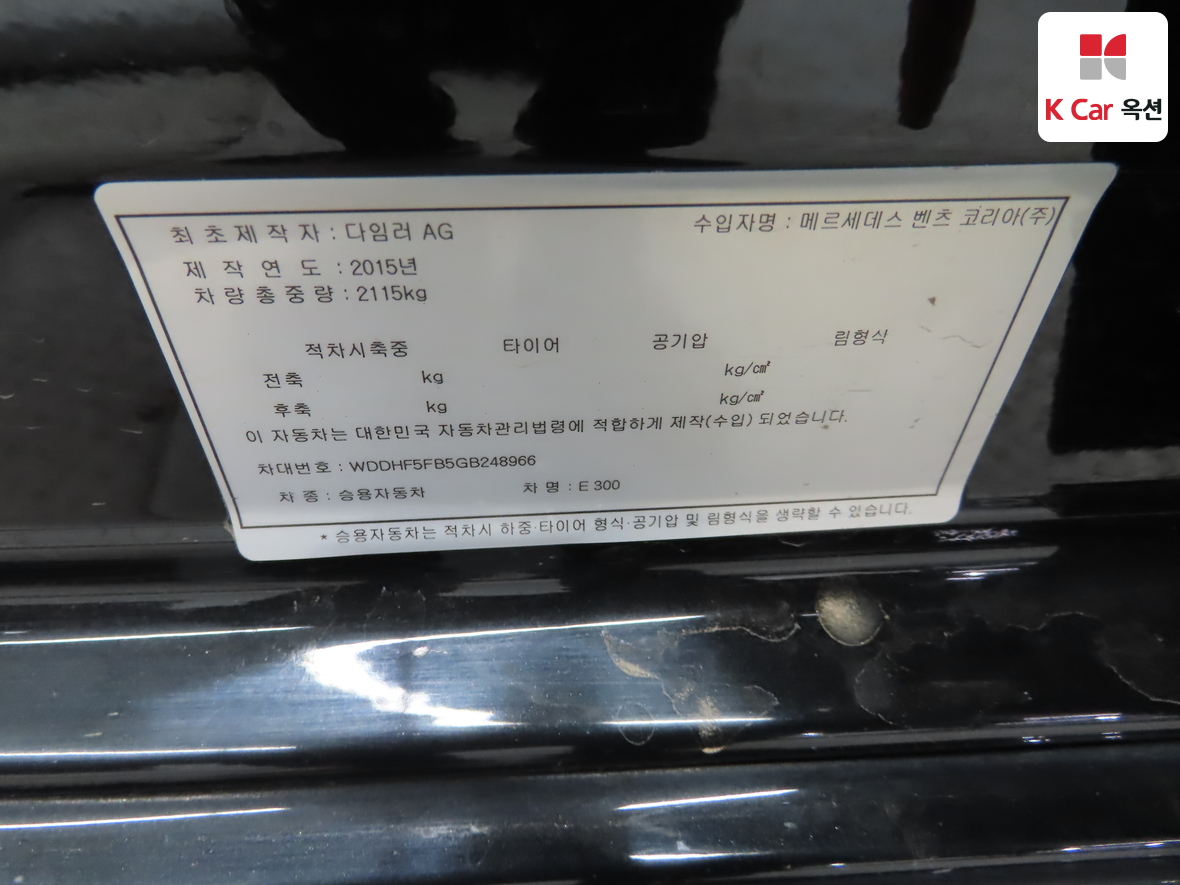 K Car 옥션
최초제작자 : 다임러 AG 수입자명 : 메르세데스 벤츠 코리아(주)
제 작 연 도 : 2015년
차량총중량 : 2115kg
적차시축중 타이어 공기압 림형식
전축 kg kg/㎠
후축 kg kg/㎠
이 자동차는 대한민국 자동차관리법령에 적합하게 제작(수입) 되었습니다.
차대번호 : WDDHF5FB5GB248966
차 종 : 승용자동차 차 명 : E 300
* 승용자동차는 적차시 하중·타이어 형식·공기압 및 림형식을 생략할 수 있습니다.